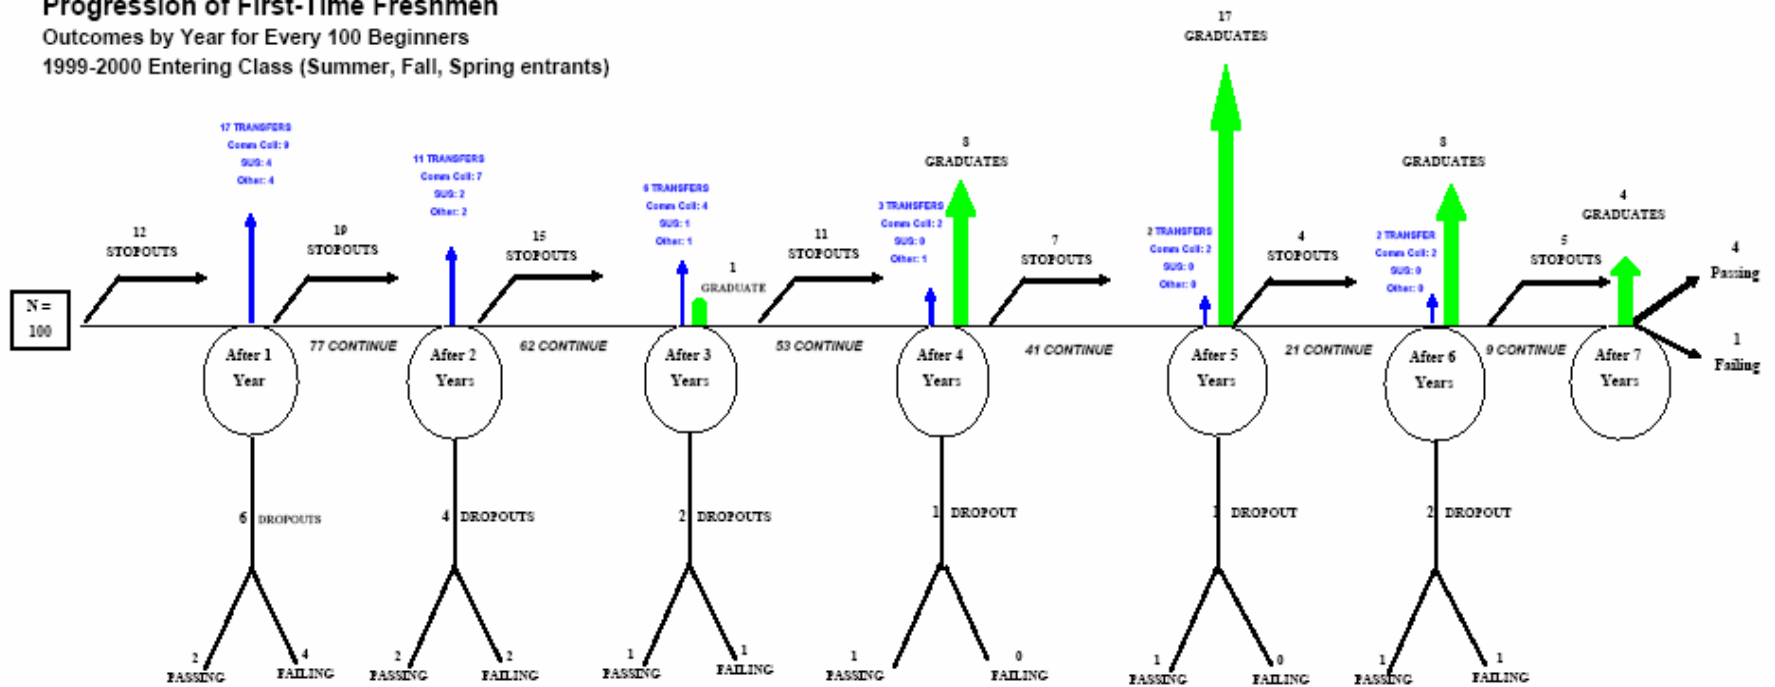 Progression of First-Time Freshmen
Outcomes by Year for Every 100 Beginners
1999-2000 Entering Class (Summer, Fall, Spring entrants)
N =
100
12
STOPOUTS
17 TRANSFERS
Comm Coll: 9
SUS: 4
Other: 4
19
STOPOUTS
11 TRANSFERS
Comm Coll: 7
SUS: 2
Other: 2
15
STOPOUTS
6 TRANSFERS
Comm Coll: 4
SUS: 1
Other: 1
1
GRADUATE
11
STOPOUTS
3 TRANSFERS
Comm Coll: 2
SUS: 0
Other: 1
8
GRADUATES
7
STOPOUTS
2 TRANSFERS
Comm Coll: 2
SUS: 0
Other: 0
17
GRADUATES
4
STOPOUTS
2 TRANSFER
Comm Coll: 2
SUS: 0
Other: 0
8
GRADUATES
5
STOPOUTS
4
GRADUATES
4
Passing
1
Failing
After 1
Year
77 CONTINUE
After 2
Years
62 CONTINUE
After 3
Years
53 CONTINUE
After 4
Years
41 CONTINUE
After 5
Years
21 CONTINUE
After 6
Years
9 CONTINUE
After 7
Years
6 DROPOUTS
4 DROPOUTS
2 DROPOUTS
1 DROPOUT
1 DROPOUT
2 DROPOUT
2
PASSING
4
FAILING
2
PASSING
2
FAILING
1
PASSING
1
FAILING
1
PASSING
0
FAILING
1
PASSING
0
FAILING
1
PASSING
1
FAILING